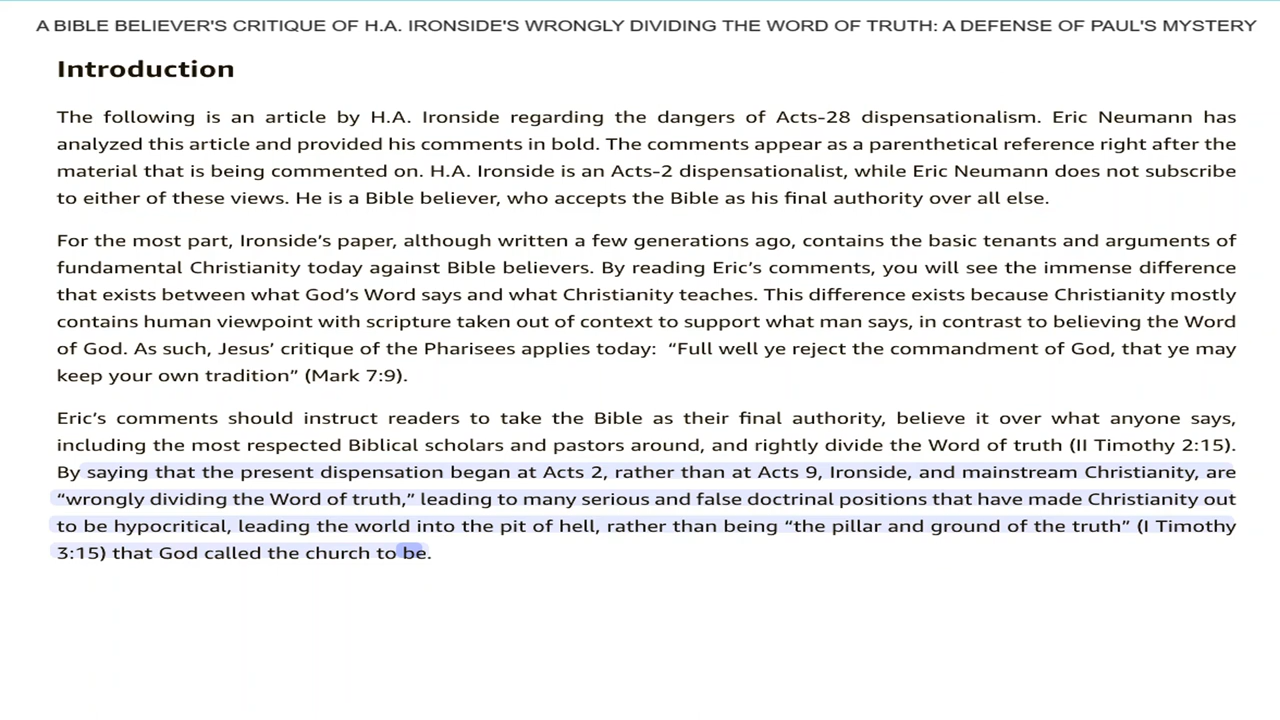 A BIBLE BELIEVER'S CRITIQUE OF H.A. IRONSIDE'S WRONGLY DIVIDING THE WORD OF TRUTH: A DEFENSE OF PAUL'S MYSTERY
Introduction
The following is an article by H.A. Ironside regarding the dangers of Acts-28 dispensationalism. Eric Neumann has
analyzed this article and provided his comments in bold. The comments appear as a parenthetical reference right after the
material that is being commented on. H.A. Ironside is an Acts-2 dispensationalist, while Eric Neumann does not subscribe
to either of these views. He is a Bible believer, who accepts the Bible as his final authority over all else.
For the most part, Ironside’s paper, although written a few generations ago, contains the basic tenants and arguments of
fundamental Christianity today against Bible believers. By reading Eric’s comments, you will see the immense difference
that exists between what God’s Word says and what Christianity teaches. This difference exists because Christianity mostly
contains human viewpoint with scripture taken out of context to support what man says, in contrast to believing the Word
of God. As such, Jesus’ critique of the Pharisees applies today: “Full well ye reject the commandment of God, that ye may
keep your own tradition” (Mark 7:9).
Eric’s comments should instruct readers to take the Bible as their final authority, believe it over what anyone says,
including the most respected Biblical scholars and pastors around, and rightly divide the Word of truth (II Timothy 2:15).
By saying that the present dispensation began at Acts 2, rather than at Acts 9, Ironside, and mainstream Christianity, are
“wrongly dividing the Word of truth,” leading to many serious and false doctrinal positions that have made Christianity out
to be hypocritical, leading the world into the pit of hell, rather than being “the pillar and ground of the truth” (I Timothy
3:15) that God called the church to be.